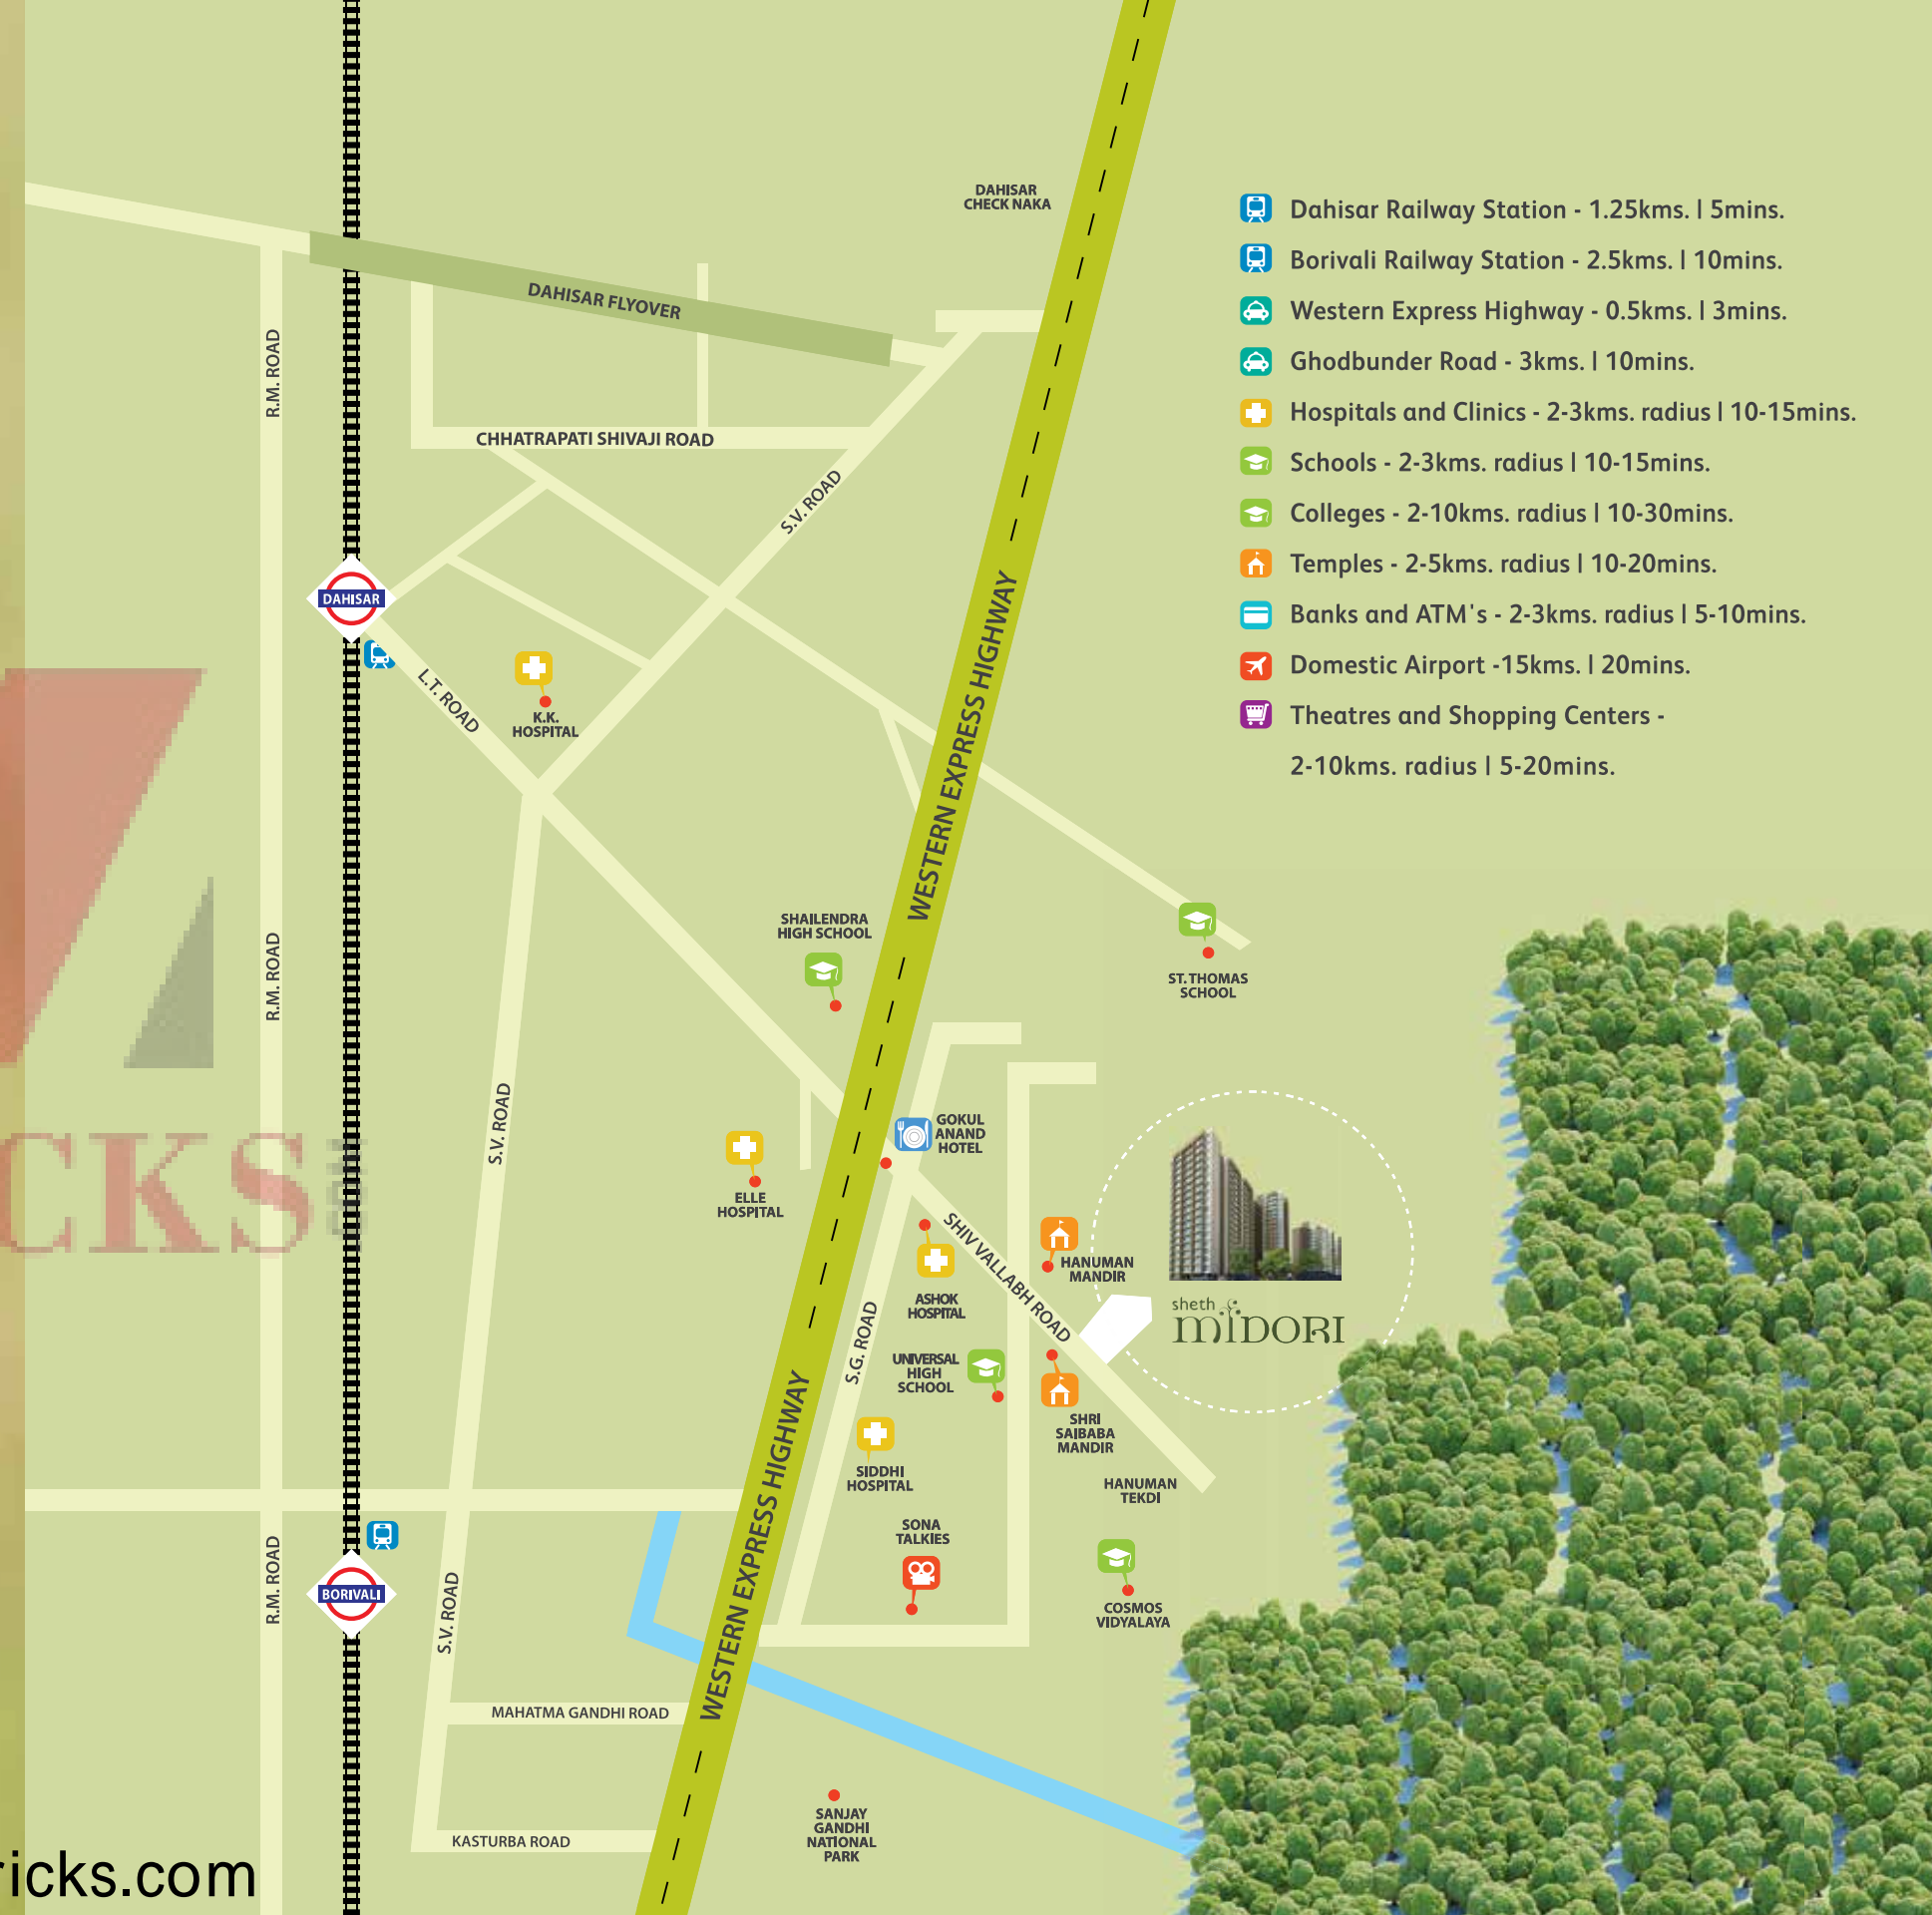 DAHISAR
CHECK NAKA
Dahisar Railway Station - 1.25kms. | 5mins.
Borivali Railway Station - 2.5kms. | 10mins.
Western Express Highway - 0.5kms. | 3mins.
Ghodbunder Road - 3kms. | 10mins.
Hospitals and Clinics - 2-3kms. radius | 10-15mins.
Schools - 2-3kms. radius | 10-15mins.
Colleges - 2-10kms. radius | 10-30mins.
Temples - 2-5kms. radius | 10-20mins.
Banks and ATM's - 2-3kms. radius | 5-10mins.
Domestic Airport -15kms. | 20mins.
Theatres and Shopping Centers -
2-10kms. radius | 5-20mins.
DAHISAR FLYOVER
R.M. ROAD
CHHATRAPATI SHIVAJI ROAD
S.V. ROAD
DAHISAR
L.T. ROAD
K.K.
HOSPITAL
WESTERN EXPRESS HIGHWAY
SHAILENDRA
HIGH SCHOOL
R.M. ROAD
ST. THOMAS
SCHOOL
S.V. ROAD
GOKUL
ANAND
HOTEL
CKS
ELLE
HOSPITAL
SHIV VALLABH ROAD
HANUMAN
MANDIR
ASHOK
HOSPITAL
sheth
MIDORI
S.G. ROAD
UNIVERSAL
HIGH
SCHOOL
SHRI
SAIBABA
MANDIR
WESTERN EXPRESS HIGHWAY
SIDDHI
HOSPITAL
HANUMAN
TEKDI
SONA
TALKIES
R.M. ROAD
BORIVALI
S.V. ROAD
COSMOS
VIDYALAYA
MAHATMA GANDHI ROAD
SANJAY
GANDHI
NATIONAL
PARK
KASTURBA ROAD
ricks.com